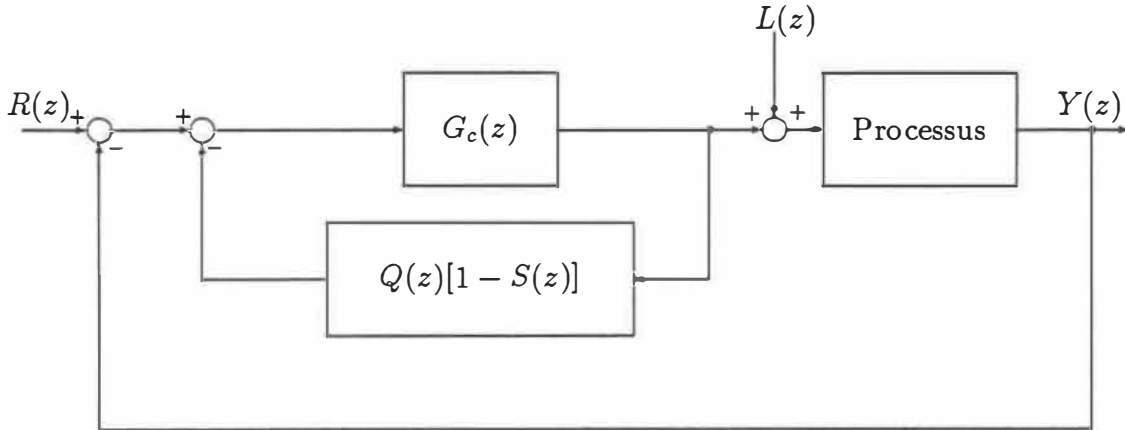 L(z)
R(z) + + + +
G_c(z) Processus Y(z)
− −
Q(z)[1 − S(z)]
−